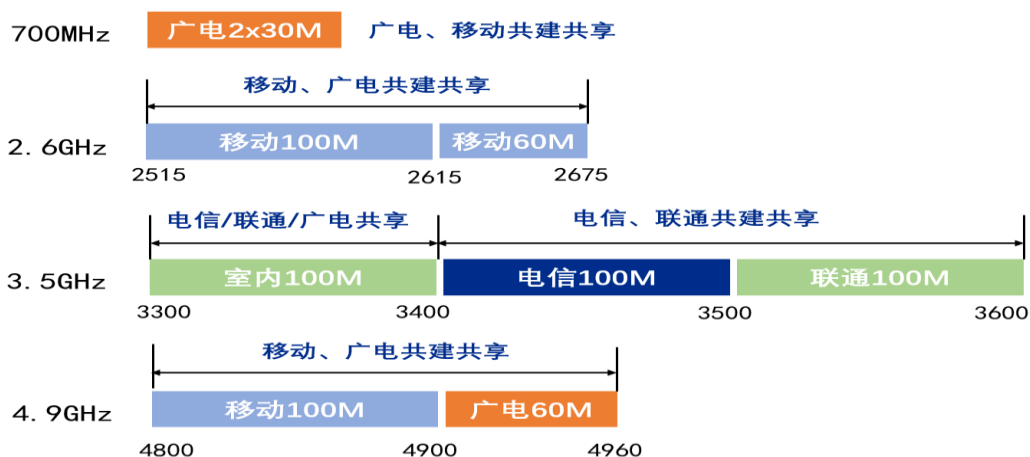 700MHz 广电2x30M 广电、移动共建共享
移动、广电共建共享
2.6GHz 移动100M 移动60M
2515 2615 2675
电信/联通/广电共享 电信、联通共建共享
3.5GHz 室内100M 电信100M 联通100M
3300 3400 3500 3600
移动、广电共建共享
4.9GHz 移动100M 广电60M
4800 4900 4960